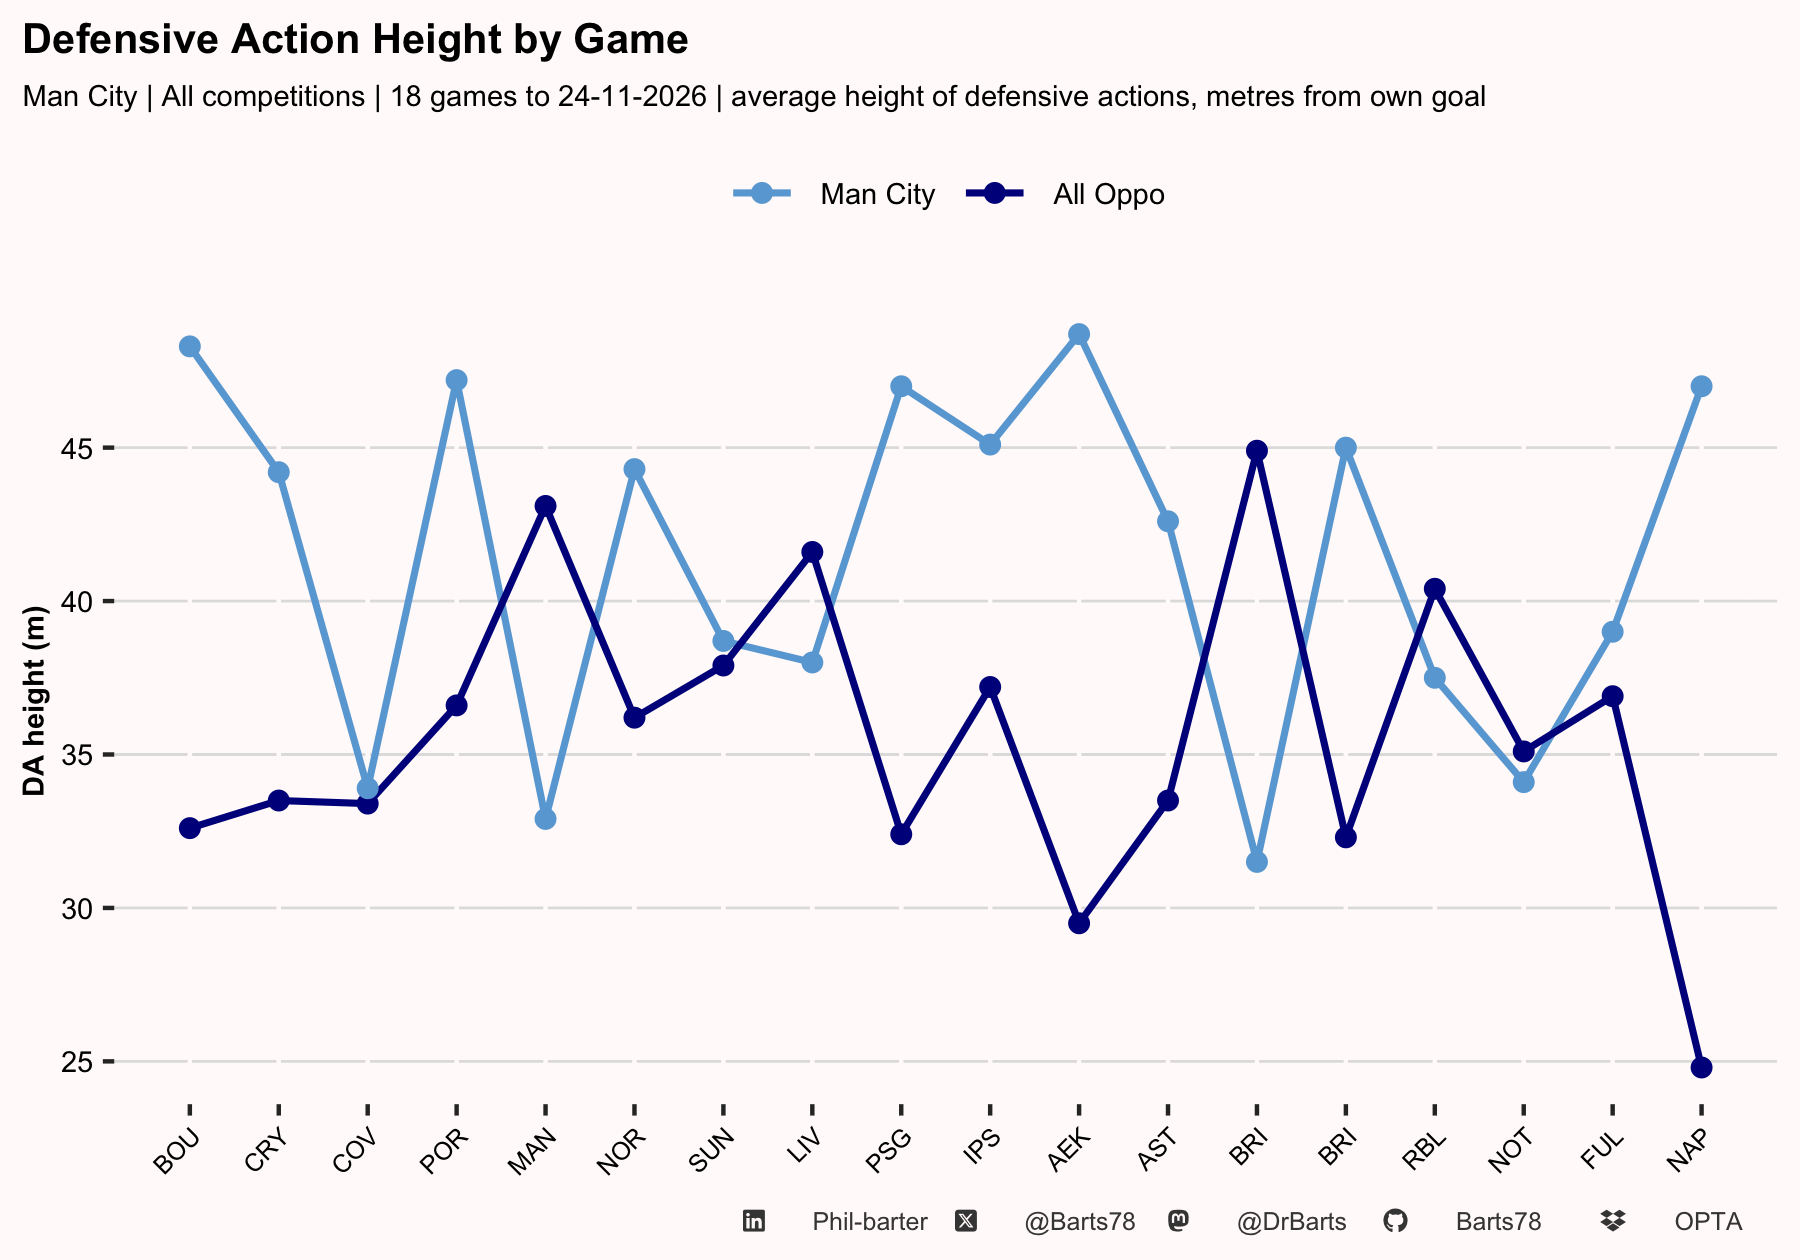 Defensive Action Height by Game
Man City | All competitions | 18 games to 24-11-2026 | average height of defensive actions, metres from own goal
Man City All Oppo
DA height (m)
45
40
35
30
25
BOU CRY COV POR MAN NOR SUN LIV PSG IPS AEK AST BRI BRI RBL NOT FUL NAP
Phil-barter @Barts78 @DrBarts Barts78 OPTA